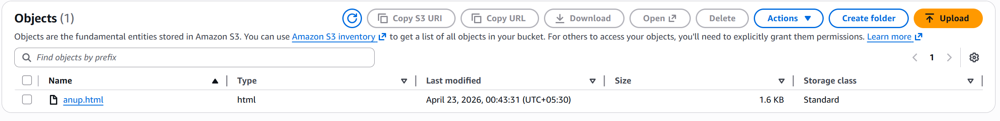 Objects (1)
Copy S3 URI
Copy URL
Download
Open
Delete
Actions
Create folder
Upload
Objects are the fundamental entities stored in Amazon S3. You can use Amazon S3 inventory to get a list of all objects in your bucket. For others to access your objects, you'll need to explicitly grant them permissions. Learn more
Find objects by prefix
1
Name Type Last modified Size Storage class
anup.html html April 23, 2026, 00:43:31 (UTC+05:30) 1.6 KB Standard